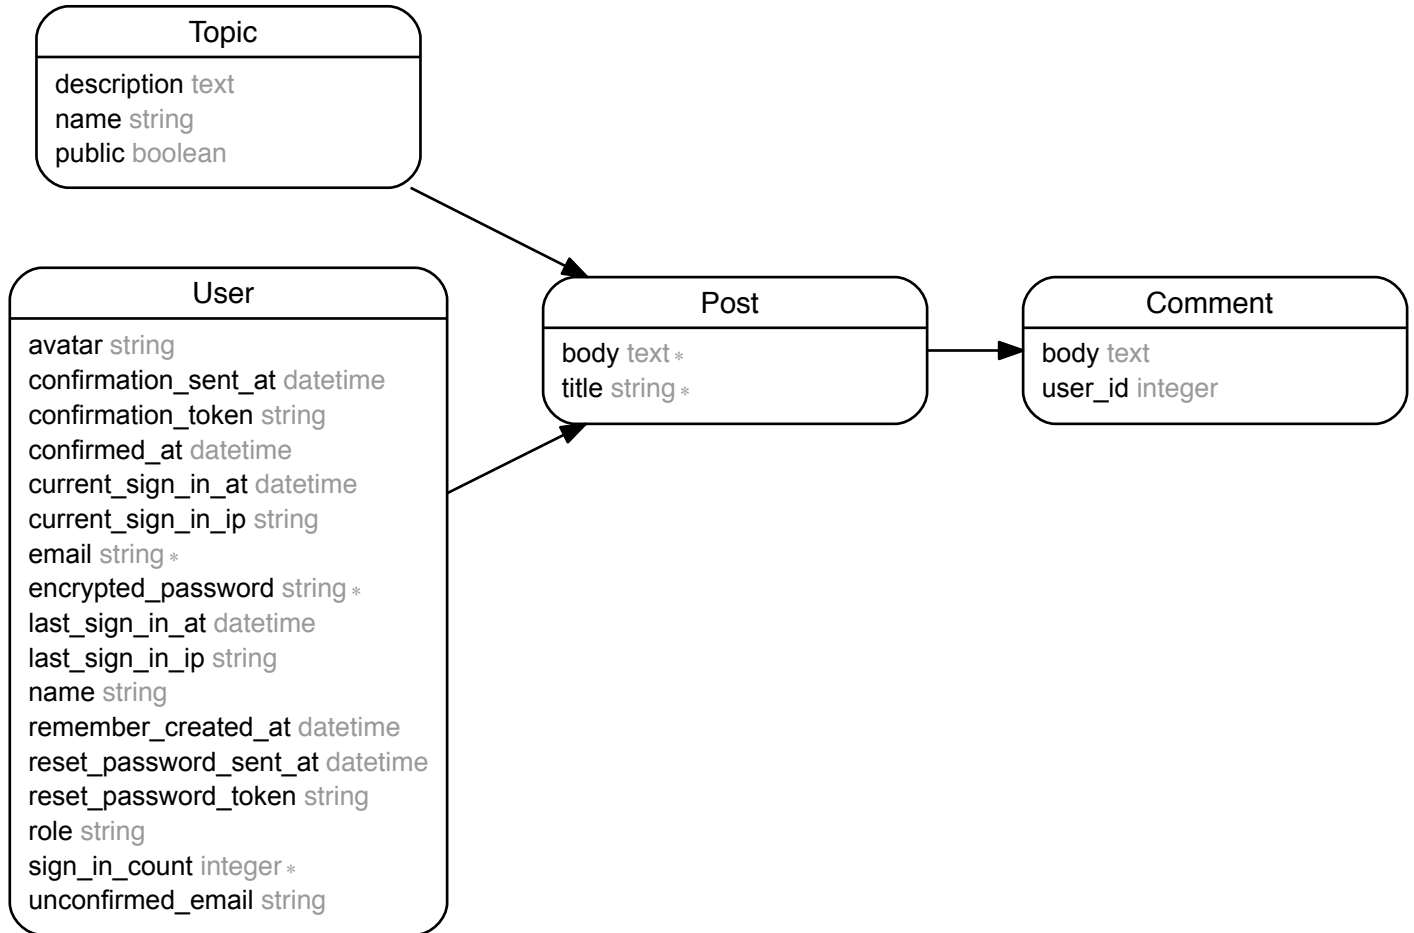 Topic
description text
name string
public boolean
User
avatar string
confirmation_sent_at datetime
confirmation_token string
confirmed_at datetime
current_sign_in_at datetime
current_sign_in_ip string
email string *
encrypted_password string *
last_sign_in_at datetime
last_sign_in_ip string
name string
remember_created_at datetime
reset_password_sent_at datetime
reset_password_token string
role string
sign_in_count integer *
unconfirmed_email string
Post
body text *
title string *
Comment
body text
user_id integer